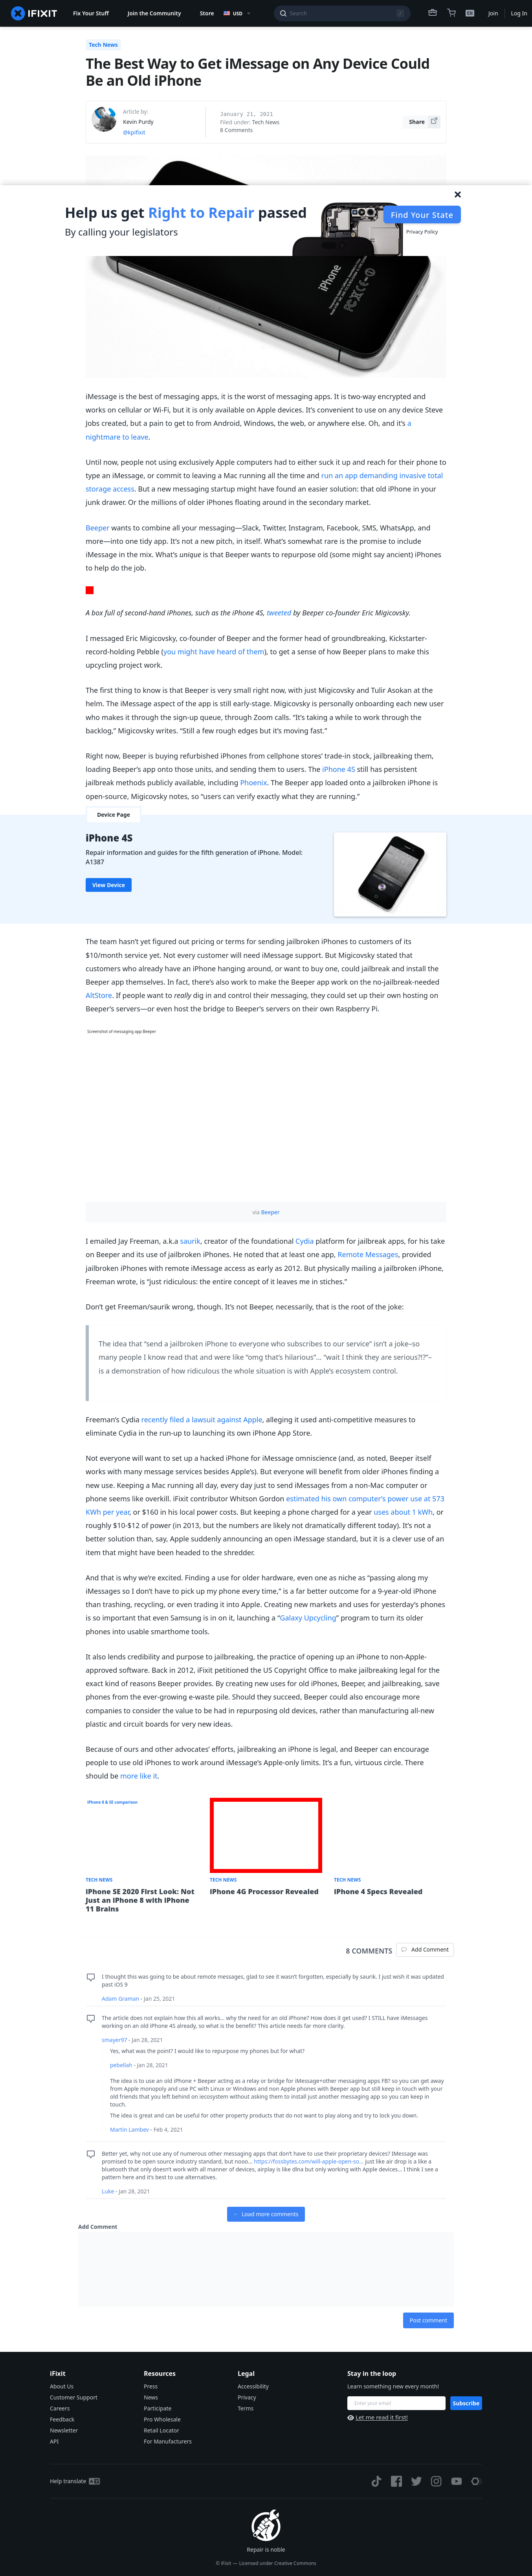 IFIXIT
Fix Your Stuff
Join the Community
Store
USD
Search
/
EN
Join
Log In
Tech News
The Best Way to Get iMessage on Any Device Could
Be an Old iPhone
Article by:
Kevin Purdy
@kpifixit
January 21, 2021
Filed under: Tech News
8 Comments
Share
Help us get Right to Repair passed
By calling your legislators
Find Your State
Privacy Policy
iPhone
iMessage is the best of messaging apps, it is the worst of messaging apps. It is two-way encrypted and
works on cellular or Wi-Fi, but it is only available on Apple devices. It's convenient to use on any device Steve
Jobs created, but a pain to get to from Android, Windows, the web, or anywhere else. Oh, and it's a
nightmare to leave.
Until now, people not using exclusively Apple computers had to either suck it up and reach for their phone to
type an iMessage, or commit to leaving a Mac running all the time and run an app demanding invasive total
storage access. But a new messaging startup might have found an easier solution: that old iPhone in your
junk drawer. Or the millions of older iPhones floating around in the secondary market.
Beeper wants to combine all your messaging—Slack, Twitter, Instagram, Facebook, SMS, WhatsApp, and
more—into one tidy app. It's not a new pitch, in itself. What's somewhat rare is the promise to include
iMessage in the mix. What's unique is that Beeper wants to repurpose old (some might say ancient) iPhones
to help do the job.
A box full of second-hand iPhones, such as the iPhone 4S, tweeted by Beeper co-founder Eric Migicovsky.
I messaged Eric Migicovsky, co-founder of Beeper and the former head of groundbreaking, Kickstarter-
record-holding Pebble (you might have heard of them), to get a sense of how Beeper plans to make this
upcycling project work.
The first thing to know is that Beeper is very small right now, with just Migicovsky and Tulir Asokan at the
helm. The iMessage aspect of the app is still early-stage. Migicovsky is personally onboarding each new user
who makes it through the sign-up queue, through Zoom calls. "It's taking a while to work through the
backlog," Migicovsky writes. "Still a few rough edges but it's moving fast."
Right now, Beeper is buying refurbished iPhones from cellphone stores' trade-in stock, jailbreaking them,
loading Beeper's app onto those units, and sending them to users. The iPhone 4S still has persistent
jailbreak methods publicly available, including Phoenix. The Beeper app loaded onto a jailbroken iPhone is
open-source, Migicovsky notes, so "users can verify exactly what they are running."
Device Page
iPhone 4S
Repair information and guides for the fifth generation of iPhone. Model:
A1387
View Device
The team hasn't yet figured out pricing or terms for sending jailbroken iPhones to customers of its
$10/month service yet. Not every customer will need iMessage support. But Migicovsky stated that
customers who already have an iPhone hanging around, or want to buy one, could jailbreak and install the
Beeper app themselves. In fact, there's also work to make the Beeper app work on the no-jailbreak-needed
AltStore. If people want to really dig in and control their messaging, they could set up their own hosting on
Beeper's servers—or even host the bridge to Beeper's servers on their own Raspberry Pi.
Screenshot of messaging app Beeper
via Beeper
I emailed Jay Freeman, a.k.a saurik, creator of the foundational Cydia platform for jailbreak apps, for his take
on Beeper and its use of jailbroken iPhones. He noted that at least one app, Remote Messages, provided
jailbroken iPhones with remote iMessage access as early as 2012. But physically mailing a jailbroken iPhone,
Freeman wrote, is "just ridiculous: the entire concept of it leaves me in stiches."
Don't get Freeman/saurik wrong, though. It's not Beeper, necessarily, that is the root of the joke:
The idea that "send a jailbroken iPhone to everyone who subscribes to our service" isn't a joke–so
many people I know read that and were like "omg that's hilarious"… "wait I think they are serious?!?"–
is a demonstration of how ridiculous the whole situation is with Apple's ecosystem control.
Freeman's Cydia recently filed a lawsuit against Apple, alleging it used anti-competitive measures to
eliminate Cydia in the run-up to launching its own iPhone App Store.
Not everyone will want to set up a hacked iPhone for iMessage omniscience (and, as noted, Beeper itself
works with many message services besides Apple's). But everyone will benefit from older iPhones finding a
new use. Keeping a Mac running all day, every day just to send iMessages from a non-Mac computer or
phone seems like overkill. iFixit contributor Whitson Gordon estimated his own computer's power use at 573
KWh per year, or $160 in his local power costs. But keeping a phone charged for a year uses about 1 kWh, or
roughly $10-$12 of power (in 2013, but the numbers are likely not dramatically different today). It's not a
better solution than, say, Apple suddenly announcing an open iMessage standard, but it is a clever use of an
item that might have been headed to the shredder.
And that is why we're excited. Finding a use for older hardware, even one as niche as "passing along my
iMessages so I don't have to pick up my phone every time," is a far better outcome for a 9-year-old iPhone
than trashing, recycling, or even trading it into Apple. Creating new markets and uses for yesterday's phones
is so important that even Samsung is in on it, launching a "Galaxy Upcycling" program to turn its older
phones into usable smarthome tools.
It also lends credibility and purpose to jailbreaking, the practice of opening up an iPhone to non-Apple-
approved software. Back in 2012, iFixit petitioned the US Copyright Office to make jailbreaking legal for the
exact kind of reasons Beeper provides. By creating new uses for old iPhones, Beeper, and jailbreaking, save
phones from the ever-growing e-waste pile. Should they succeed, Beeper could also encourage more
companies to consider the value to be had in repurposing old devices, rather than manufacturing all-new
plastic and circuit boards for very new ideas.
Because of ours and other advocates' efforts, jailbreaking an iPhone is legal, and Beeper can encourage
people to use old iPhones to work around iMessage's Apple-only limits. It's a fun, virtuous circle. There
should be more like it.
iPhone 8 & SE comparison
TECH NEWS
iPhone SE 2020 First Look: Not
Just an iPhone 8 with iPhone
11 Brains
TECH NEWS
iPhone 4G Processor Revealed
TECH NEWS
iPhone 4 Specs Revealed
8 COMMENTS
Add Comment
I thought this was going to be about remote messages, glad to see it wasn't forgotten, especially by saurik. I just wish it was updated
past iOS 9
Adam Graman - Jan 25, 2021
The article does not explain how this all works... why the need for an old iPhone? How does it get used? I STILL have iMessages
working on an old iPhone 4S already, so what is the benefit? This article needs far more clarity.
smayer97 - Jan 28, 2021
Yes, what was the point? I would like to repurpose my phones but for what?
pebellah - Jan 28, 2021
The idea is to use an old iPhone + Beeper acting as a relay or bridge for iMessage+other messaging apps FB? so you can get away
from Apple monopoly and use PC with Linux or Windows and non Apple phones with Beeper app but still keep in touch with your
old friends that you left behind on iecosystem without asking them to install just another messaging app so you can keep in
touch.
The idea is great and can be useful for other property products that do not want to play along and try to lock you down.
Martin Lambev - Feb 4, 2021
Better yet, why not use any of numerous other messaging apps that don't have to use their proprietary devices? IMessage was
promised to be open source industry standard, but nooo... https://fossbytes.com/will-apple-open-so... just like air drop is a like a
bluetooth that only doesn't work with all manner of devices, airplay is like dlna but only working with Apple devices... I think I see a
pattern here and it's best to use alternatives.
Luke - Jan 28, 2021
Load more comments
Add Comment
Post comment
iFixit
About Us
Customer Support
Careers
Feedback
Newsletter
API
Resources
Press
News
Participate
Pro Wholesale
Retail Locator
For Manufacturers
Legal
Accessibility
Privacy
Terms
Stay in the loop
Learn something new every month!
Enter your email
Subscribe
Let me read it first!
Help translate
Repair is noble
© iFixit — Licensed under Creative Commons